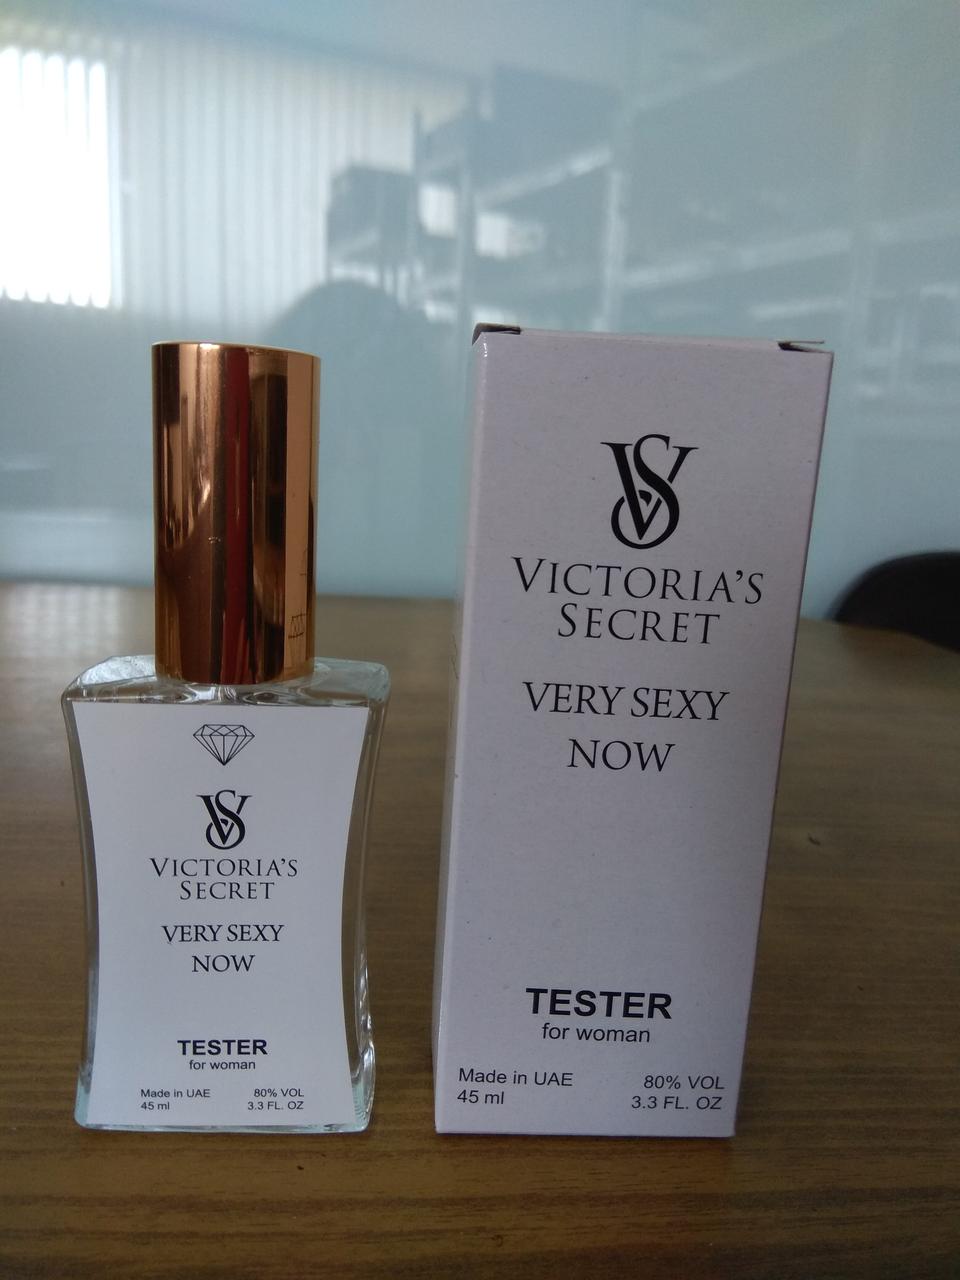 VS
VICTORIA'S
SECRET
VERY SEXY
NOW
TESTER
for woman
Made in UAE 80% VOL
45 ml 3.3 FL. OZ
VS
VICTORIA'S
SECRET
VERY SEXY
NOW
TESTER
for woman
Made in UAE 80% VOL
45 ml 3.3 FL. OZ